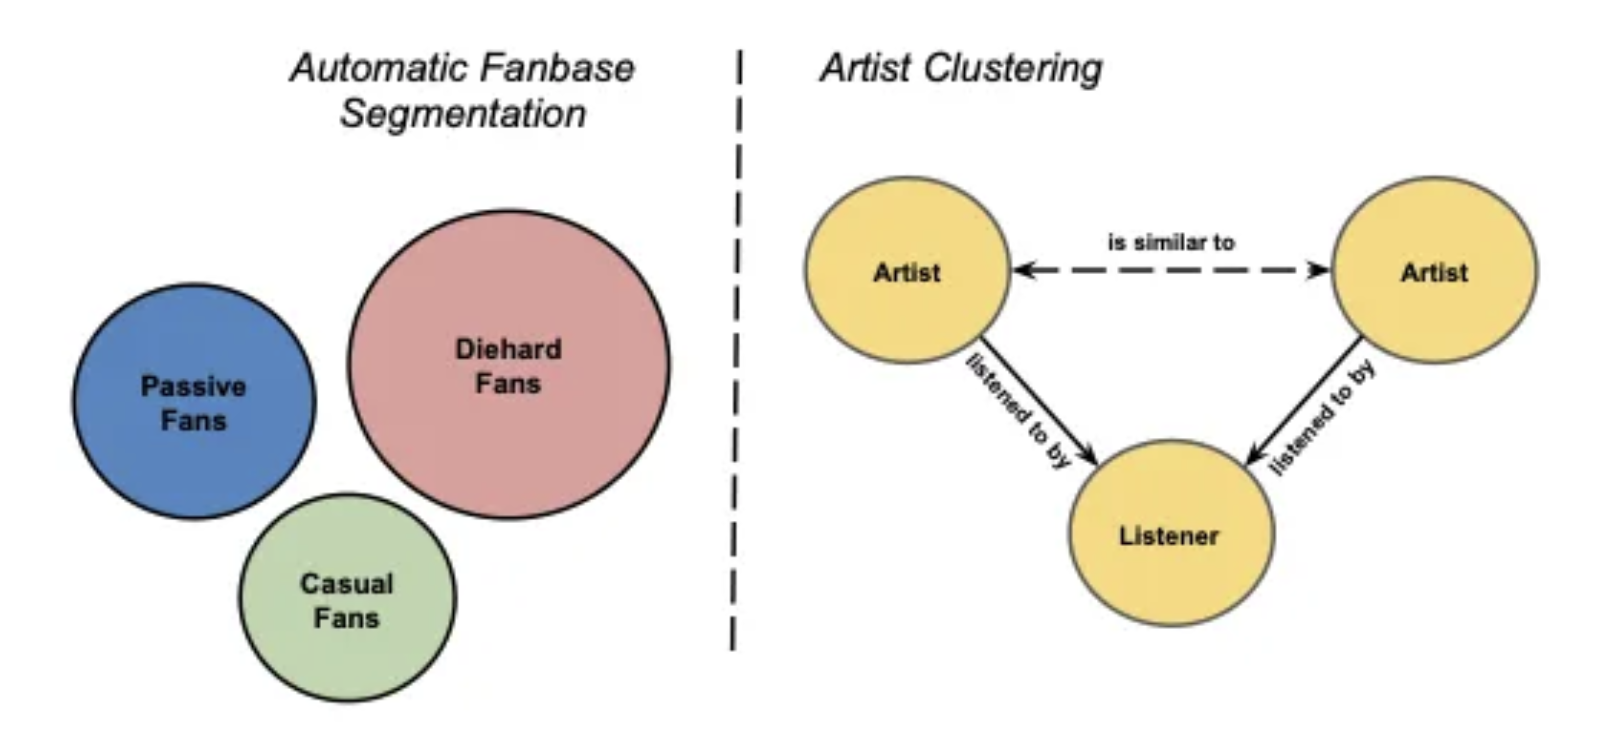 Automatic Fanbase
Segmentation
Passive
Fans
Diehard
Fans
Casual
Fans
Artist Clustering
Artist
is similar to
Artist
listened to by
listened to by
Listener